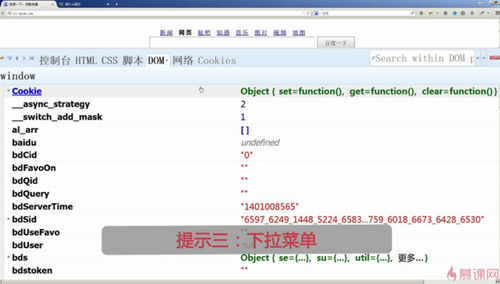 新闻 网页 贴吧 知道 音乐 图片 视频 地图
百度一下
控制台 HTML CSS 脚本 DOM 网络 Cookies
Search within DOM p
window
Cookie Object { set=function(), get=function(), clear=function()}
__async_strategy 2
__switch_add_mask 1
al_arr []
baidu undefined
bdCid "0"
bdFavoOn ""
bdQid ""
bdQuery ""
bdServerTime "1401008565"
bdSid "6597_6249_1448_5224_6583...759_6018_6673_6428_6530"
bdUseFavo ""
bdUser
提示三：下拉菜单
bds Object { se={...}, su={...}, util={...}, 更多...}
bdstoken ""
慕课网